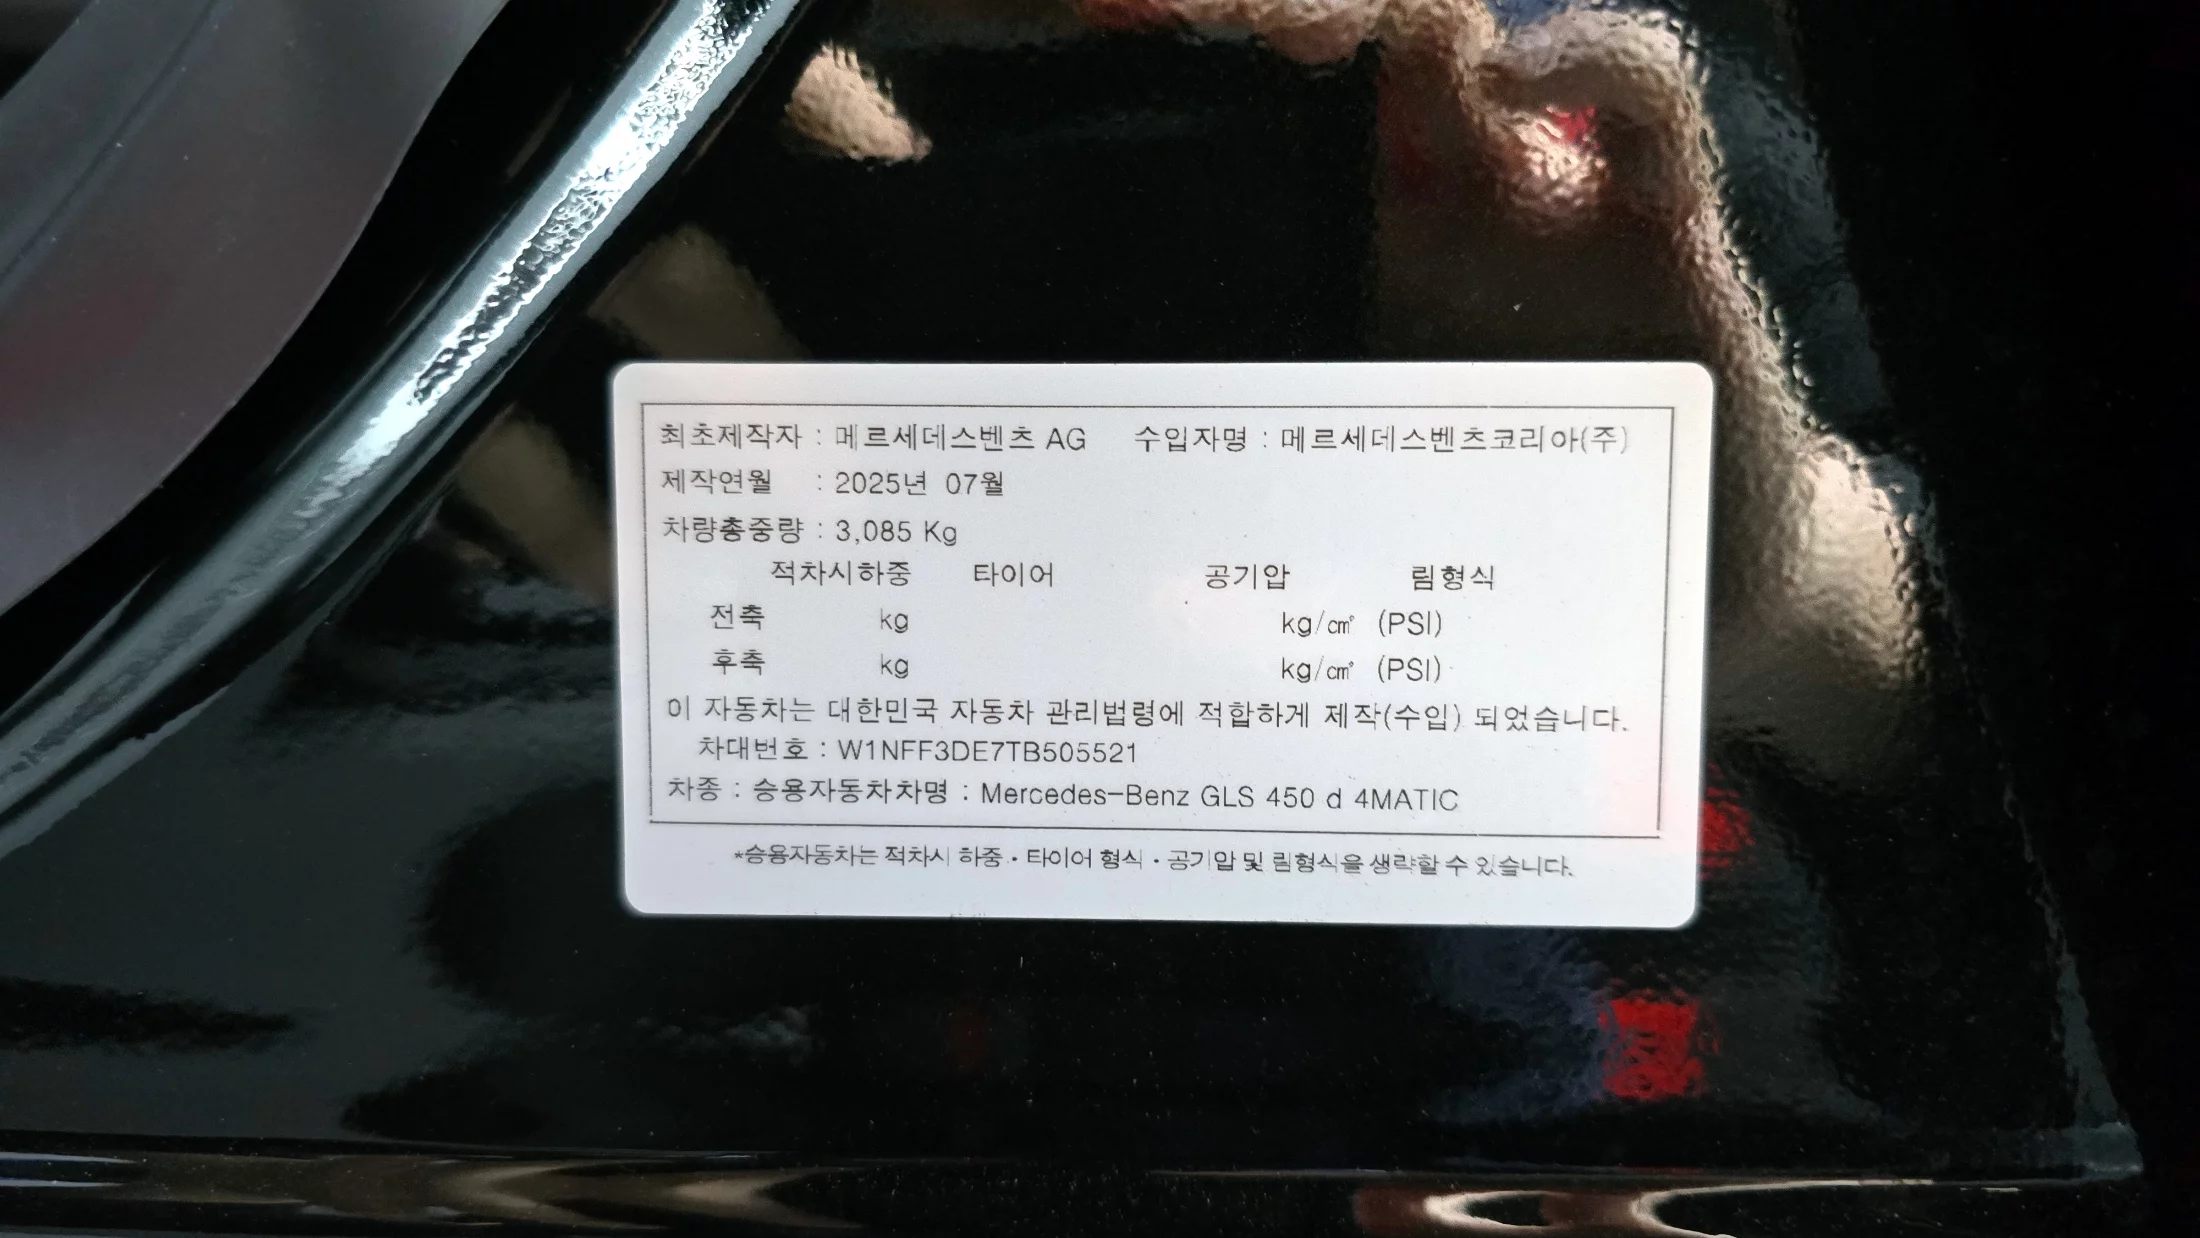 최초제작자 : 메르세데스벤츠 AG 수입자명 : 메르세데스벤츠코리아(주)
제작연월 : 2025년 07월
차량총중량 : 3,085 Kg
적차시하중 타이어 공기압 림형식
전축 kg kg/㎠ (PSI)
후축 kg kg/㎠ (PSI)
이 자동차는 대한민국 자동차 관리법령에 적합하게 제작(수입) 되었습니다.
차대번호 : W1NFF3DE7TB505521
차종 : 승용자동차차명 : Mercedes-Benz GLS 450 d 4MATIC
*승용자동차는 적차시 하중 · 타이어 형식 · 공기압 및 림형식을 생략할 수 있습니다.